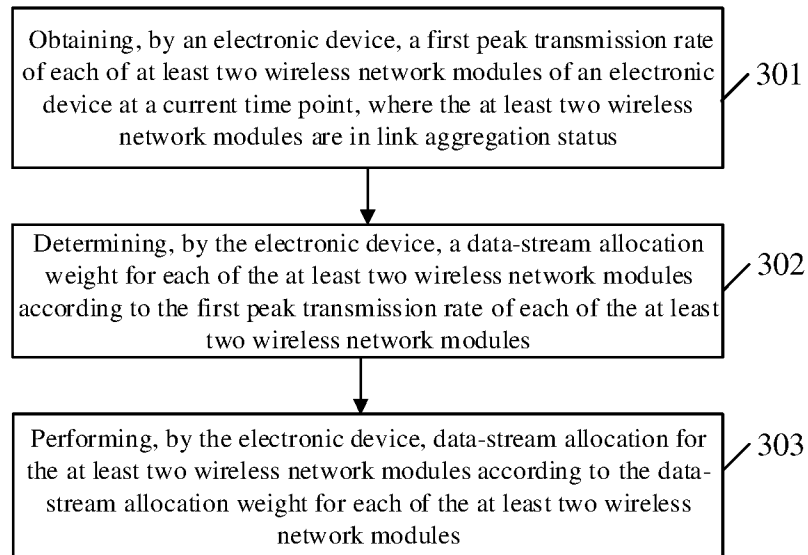 Obtaining, by an electronic device, a first peak transmission rate
of each of at least two wireless network modules of an electronic
device at a current time point, where the at least two wireless
network modules are in link aggregation status
301
Determining, by the electronic device, a data-stream allocation
weight for each of the at least two wireless network modules
according to the first peak transmission rate of each of the at least
two wireless network modules
302
Performing, by the electronic device, data-stream allocation for
the at least two wireless network modules according to the data-
stream allocation weight for each of the at least two wireless
network modules
303